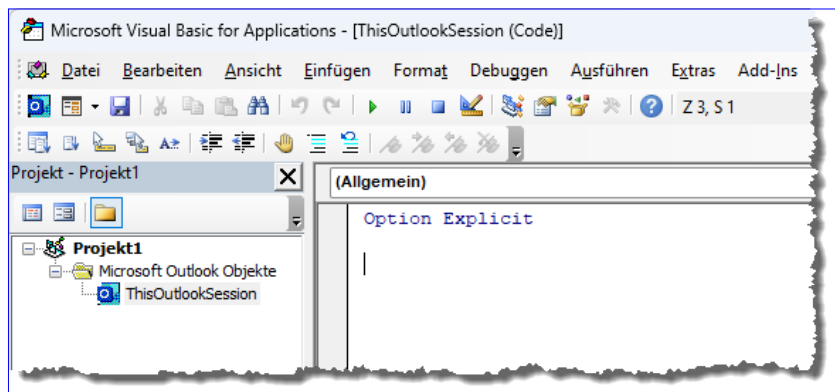 Microsoft Visual Basic for Applications - [ThisOutlookSession (Code)]
Datei Bearbeiten Ansicht Einfügen Format Debuggen Ausführen Extras Add-Ins
Z 3, S 1
Projekt - Projekt1
(Allgemein)
Option Explicit
Projekt1
Microsoft Outlook Objekte
ThisOutlookSession